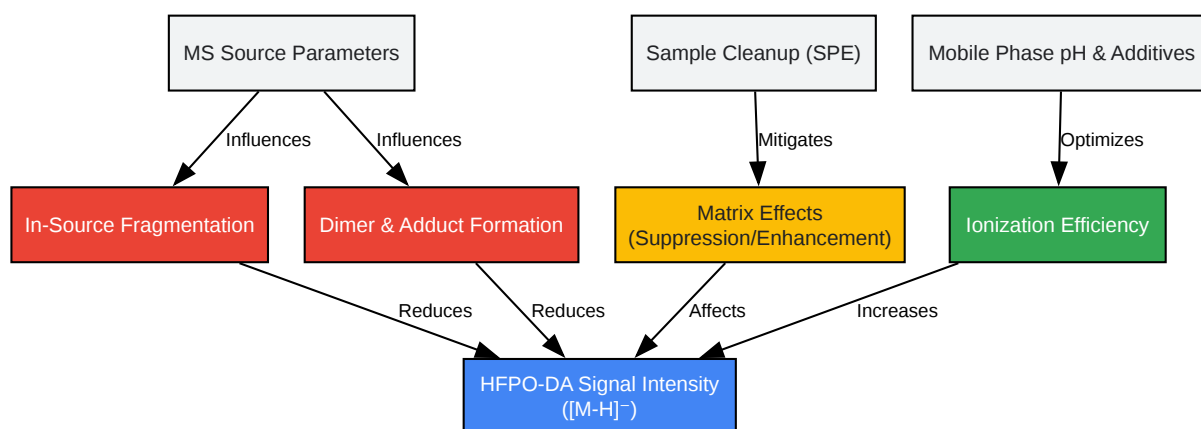 MS Source Parameters
Sample Cleanup (SPE)
Mobile Phase pH & Additives
Influences
Influences
Mitigates
Optimizes
In-Source Fragmentation
Dimer & Adduct Formation
Matrix Effects
(Suppression/Enhancement)
Ionization Efficiency
Reduces
Reduces
Affects
Increases
HFPO-DA Signal Intensity
([M-H]⁻)